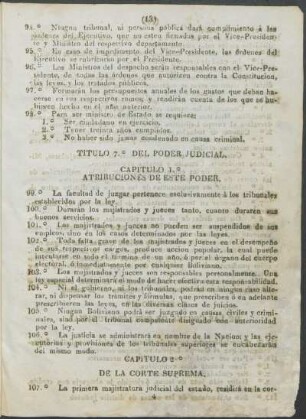 (15)
94.ª Ningun tribunal, ni persona pública dará cumplimiento á las
órdenes del Ejecutivo, que no esten firmadas por el Vice-Presiden-
te y Ministro del respectivo departamento.
95.ª En caso de impedimento del Vice-Presidente, las órdenes del
Ejecutivo se rubricarán por el Presidente.
96.ª Los Ministros del despacho serán responsables con el Vice-Pre-
sidente, de todas las órdenes que autoricen contra la Constitucion,
las leyes, y los tratados públicos.
97.ª Formarán los presupuestos anuales de los gastos que deban ha-
cerse en sus respectivos ramos, y rendirán cuenta de los que se hu-
biesen hecho en el año anterior.
98.ª Para ser ministro de Estado se requiere:
1.º Ser ciudadano en ejercicio.
2.º Tener treinta años cumplidos.
3.º No haber sido jamas condenado en causa criminal.
TITULO 7.º DEL PODER JUDICIAL.
CAPITULO 1.º
ATRIBUCIONES DE ESTE PODER.
99.ª La facultad de juzgar pertenece esclusivamente á los tribunales
establecidos por la ley.
100.ª Durarán los majistrados y jueces tanto, cuanto duraren sus
buenos servicios.
101.ª Los majistrados y jueces no pueden ser suspendidos de sus
empleos, sino en los casos determinados por las leyes.
102.ª Toda falta grave de los majistrados y jueces en el desempeño
de sus respectivos cargos, produce accion popular, la cual puede
intentarse en todo el termino de un año, ó por el órgano del cuerpo
electoral, ó inmediatamente por cualquier Boliviano.
103.ª Los majistrados y jueces son responsables personalmente. Una
ley especial determinará el modo de hacer efectiva esta responsabilidad.
104.ª Ni el gobierno, ni los tribunales, podrán en ningun caso alte-
rar, ni dispensar los trámites y fórmulas, que prescriben ó en adelante
prescribieren las leyes, en las diversas clases de juicios.
105.ª Ningun Boliviano podrá ser juzgado en causas civiles y crimi-
nales, sino por el tribunal competente designado con anterioridad
por la ley.
106.ª La justicia se administrará en nombre de la Nacion; y las eje-
cutorias y provisiones de los tribunales superiores se encabezarán
del mismo modo.
CAPITULO 2.º
DE LA CORTE SUPREMA.
107.ª La primera majistratura judicial del estado, residirá en la cor-
4